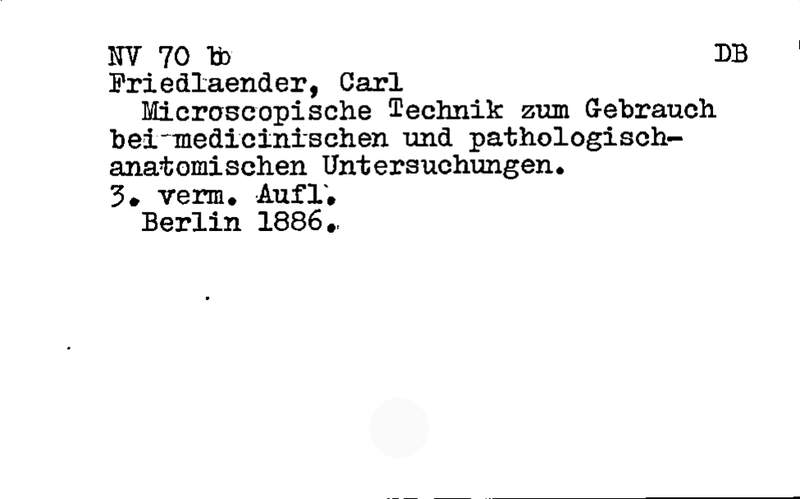 NV 70 b DB
Friedlaender, Carl
Microscopische Technik zum Gebrauch
bei medicinischen und pathologisch-
anatomischen Untersuchungen.
3. verm. Aufl.
Berlin 1886.